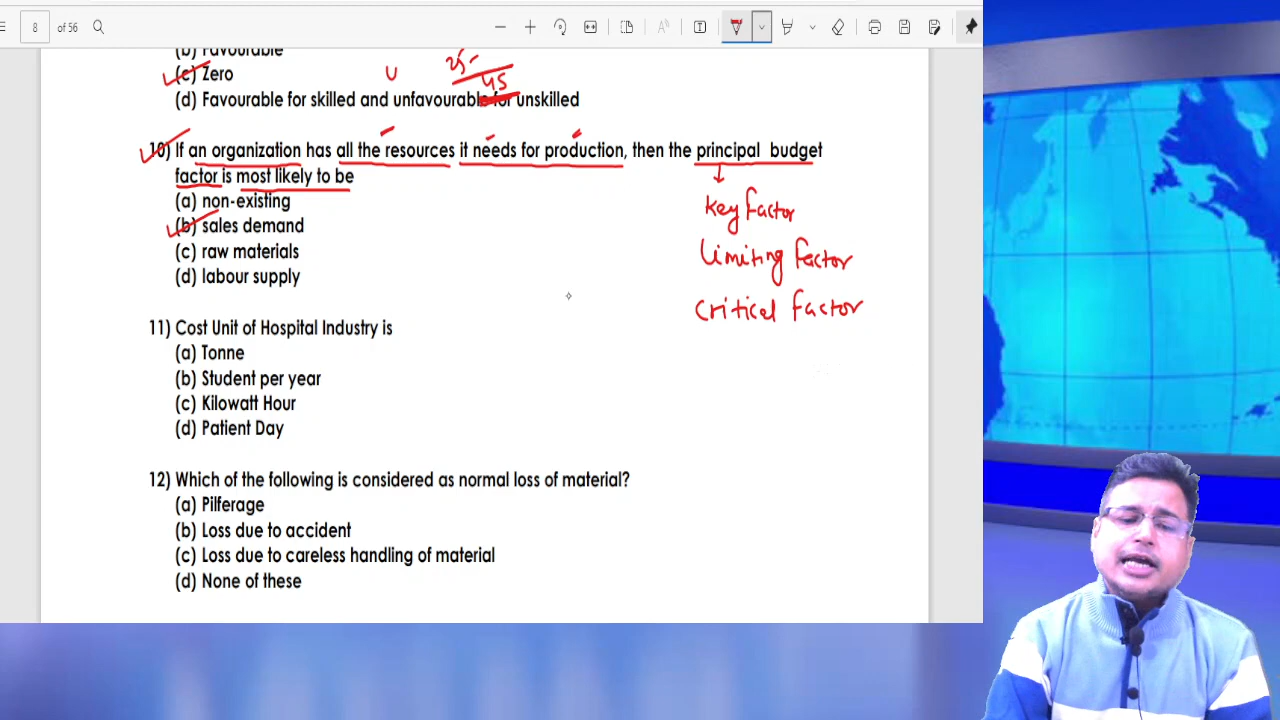 8 of 56
(b) Favourable
(c) Zero
(d) Favourable for skilled and unfavourable for unskilled
U
25-
45
10) If an organization has all the resources it needs for production, then the principal budget
factor is most likely to be
(a) non-existing
(b) sales demand
(c) raw materials
(d) labour supply
key factor
limiting factor
critical factor
11) Cost Unit of Hospital Industry is
(a) Tonne
(b) Student per year
(c) Kilowatt Hour
(d) Patient Day
12) Which of the following is considered as normal loss of material?
(a) Pilferage
(b) Loss due to accident
(c) Loss due to careless handling of material
(d) None of these